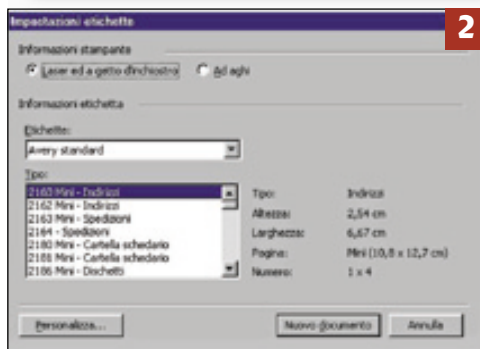 Impostazioni etichette
2
Informazioni stampante
Laser ed a getto d'inchiostro Ad aghi
Informazioni etichetta
Etichette:
Avery standard
Tipo:
2160 Mini - Indirizzi
2162 Mini - Indirizzi
2163 Mini - Spedizioni
2164 - Spedizioni
2180 Mini - Cartella schedario
2181 Mini - Cartella schedario
2186 Mini - Dischetti
Tipo: Indirizzi
Altezza: 2,54 cm
Larghezza: 6,67 cm
Pagina: Mini (10,8 x 12,7 cm)
Numero: 1 x 4
Personalizza... Nuovo documento Annulla